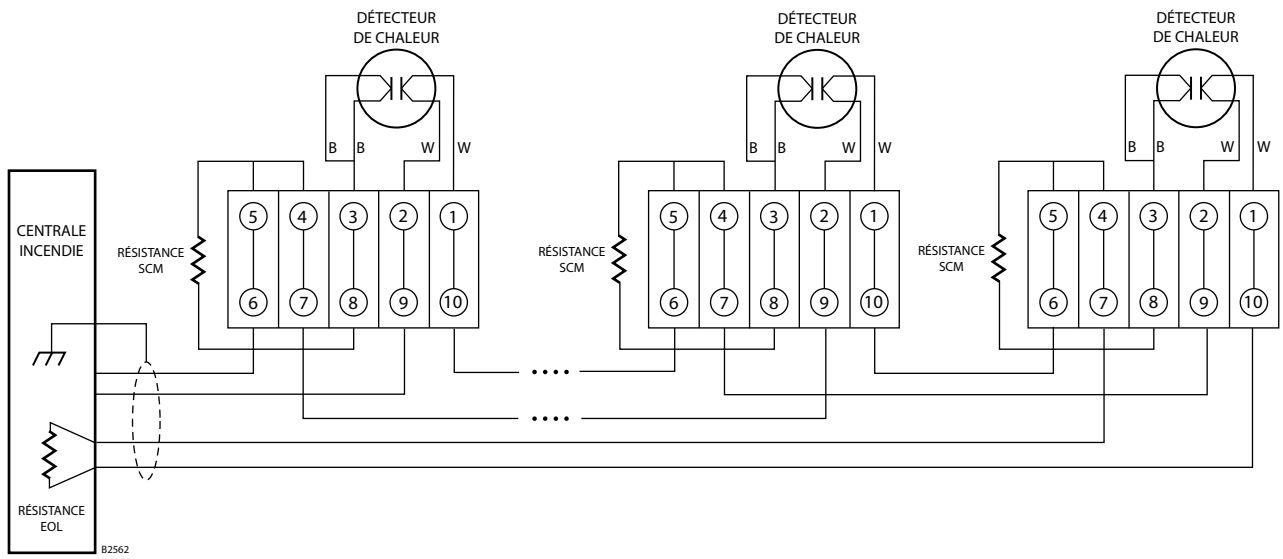 DÉTECTEUR
DE CHALEUR
DÉTECTEUR
DE CHALEUR
DÉTECTEUR
DE CHALEUR
B B W W
B B W W
B B W W
5 4 3 2 1
5 4 3 2 1
5 4 3 2 1
CENTRALE
INCENDIE
RÉSISTANCE
SCM
RÉSISTANCE
SCM
RÉSISTANCE
SCM
6 7 8 9 10
6 7 8 9 10
6 7 8 9 10
RÉSISTANCE
EOL
B2562